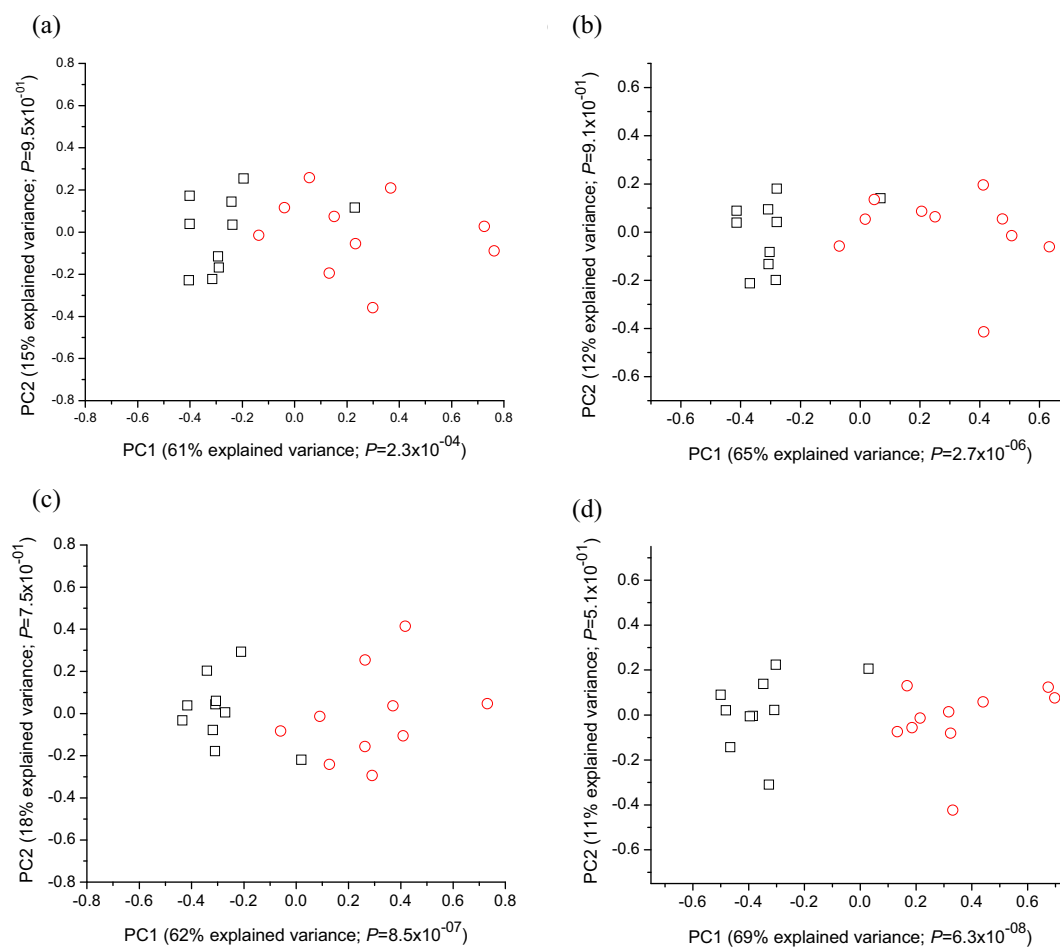 (a)
0.8
0.6
0.4
0.2
0.0
-0.2
-0.4
-0.6
-0.8
-0.8 -0.6 -0.4 -0.2 0.0 0.2 0.4 0.6 0.8
PC2 (15% explained variance; P=9.5x10⁻⁰¹)
PC1 (61% explained variance; P=2.3x10⁻⁰⁴)
(b)
0.6
0.4
0.2
0.0
-0.2
-0.4
-0.6
-0.6 -0.4 -0.2 0.0 0.2 0.4 0.6
PC2 (12% explained variance; P=9.1x10⁻⁰¹)
PC1 (65% explained variance; P=2.7x10⁻⁰⁶)
(c)
0.8
0.6
0.4
0.2
0.0
-0.2
-0.4
-0.6
-0.8
-0.8 -0.6 -0.4 -0.2 0.0 0.2 0.4 0.6 0.8
PC2 (18% explained variance; P=7.5x10⁻⁰¹)
PC1 (62% explained variance; P=8.5x10⁻⁰⁷)
(d)
0.6
0.4
0.2
0.0
-0.2
-0.4
-0.6
-0.6 -0.4 -0.2 0.0 0.2 0.4 0.6
PC2 (11% explained variance; P=5.1x10⁻⁰¹)
PC1 (69% explained variance; P=6.3x10⁻⁰⁸)